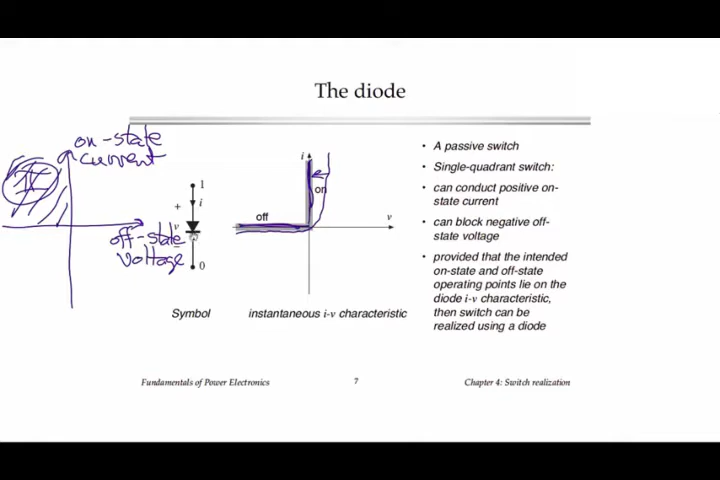 The diode
on-state
current
IV
off-state
voltage
1
+
i
v
0
Symbol
i
on
off
v
instantaneous i-v characteristic
• A passive switch
• Single-quadrant switch:
• can conduct positive on-
state current
• can block negative off-
state voltage
• provided that the intended
on-state and off-state
operating points lie on the
diode i-v characteristic,
then switch can be
realized using a diode
Fundamentals of Power Electronics
7
Chapter 4: Switch realization